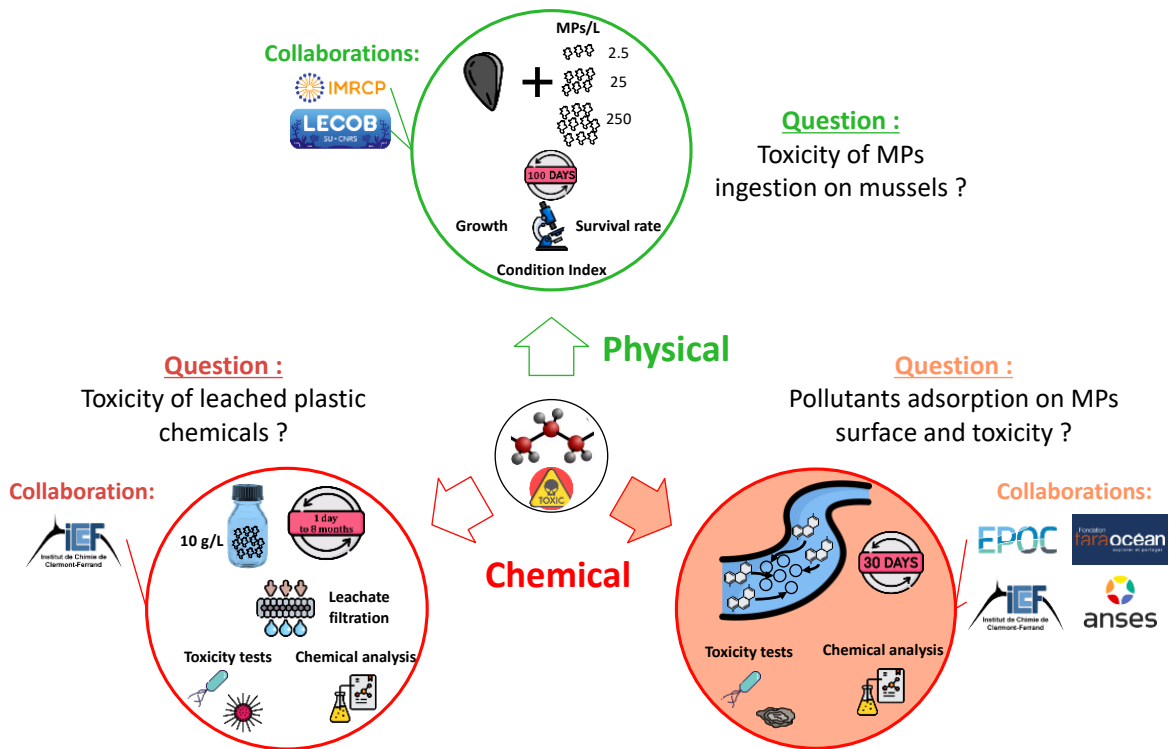 MPs/L
Collaborations:
2.5
IMRCP
25
LECOB
SU • CNRS
250
Question :
Toxicity of MPs
ingestion on mussels ?
100 DAYS
Growth
Survival rate
Condition Index
Physical
Question :
Toxicity of leached plastic
chemicals ?
Question :
Pollutants adsorption on MPs
surface and toxicity ?
TOXIC
Chemical
Collaboration:
iCCF
Institut de Chimie de
Clermont-Ferrand
10 g/L
1 day
to 8 months
Leachate
filtration
Toxicity tests
Chemical analysis
30 DAYS
Toxicity tests
Chemical analysis
Collaborations:
EPOC
Fondation
taraocéan
explorer et partager
iCCF
Institut de Chimie de
Clermont-Ferrand
anses